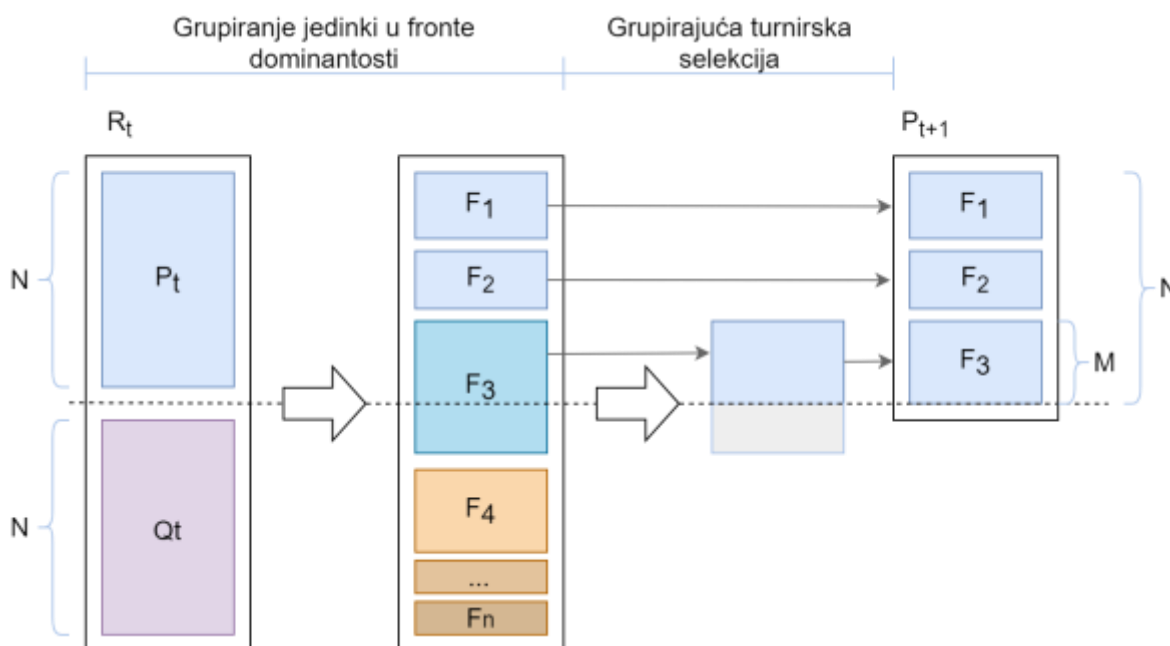 Grupiranje jedinki u fronte
dominantosti
Grupirajuća turnirska
selekcija
Rt
Pt+1
N
Pt
Qt
N
F1
F2
F3
F4
...
Fn
F1
F2
F3
M
N